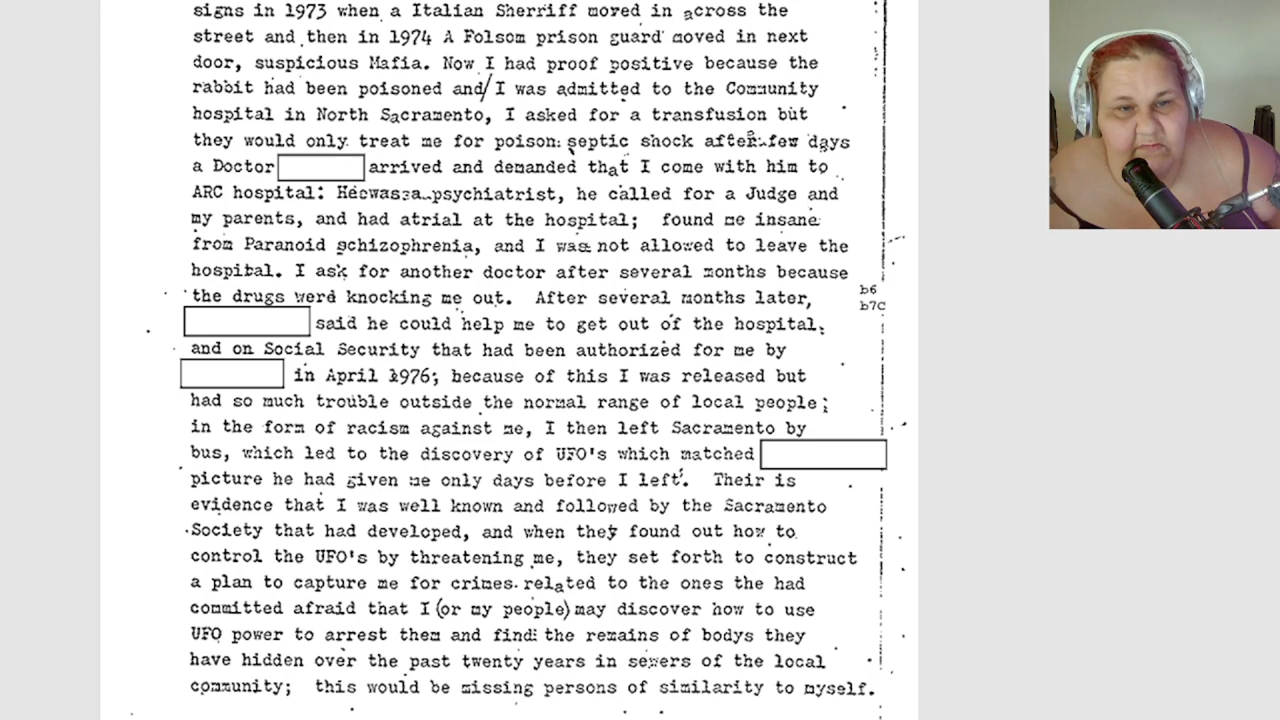 signs in 1973 when a Italian Sherriff moved in across the
street and then in 1974 A Folsom prison guard moved in next
door, suspicious Mafia. Now I had proof positive because the
rabbit had been poisoned and/I was admitted to the Community
hospital in North Sacramento, I asked for a transfusion but
they would only treat me for poison: septic shock after few days
a Doctor arrived and demanded that I come with him to
ARC hospital: Heewas:a psychiatrist, he called for a Judge and
my parents, and had atrial at the hospital; found me insane
from Paranoid schizophrenia, and I was not allowed to leave the
hospital. I ask for another doctor after several months because
the drugs were knocking me out. After several months later,
b6
b7C
said he could help me to get out of the hospital,
and on Social Security that had been authorized for me by
in April 1976; because of this I was released but
had so much trouble outside the normal range of local people;
in the form of racism against me, I then left Sacramento by
bus, which led to the discovery of UFO's which matched
picture he had given me only days before I left. Their is
evidence that I was well known and followed by the Sacramento
Society that had developed, and when they found out how to
control the UFO's by threatening me, they set forth to construct
a plan to capture me for crimes related to the ones the had
committed afraid that I (or my people) may discover how to use
UFO power to arrest them and find the remains of bodys they
have hidden over the past twenty years in sewers of the local
community; this would be missing persons of similarity to myself.